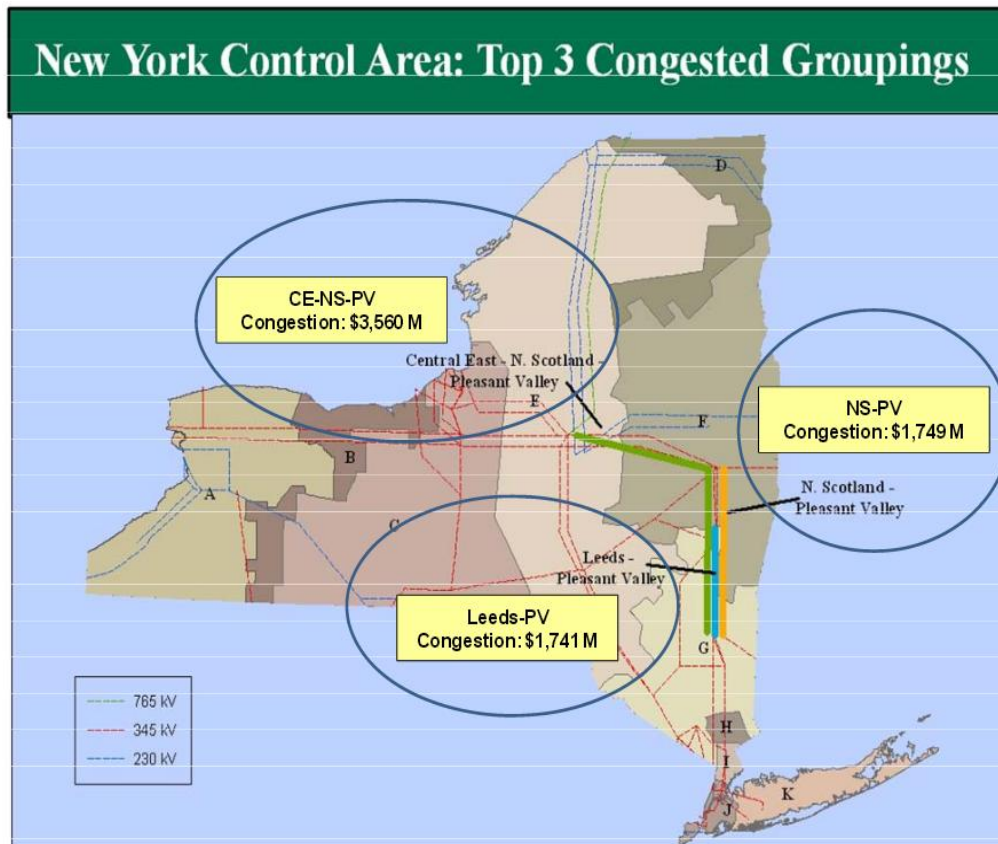 New York Control Area: Top 3 Congested Groupings
D
CE-NS-PV
Congestion: $3,560 M
Central East - N. Scotland -
Pleasant Valley
E
F
NS-PV
Congestion: $1,749 M
B
A
N. Scotland -
Pleasant Valley
C
Leeds -
Pleasant Valley
Leeds-PV
Congestion: $1,741 M
G
765 kV
345 kV
230 kV
H
I
K
J